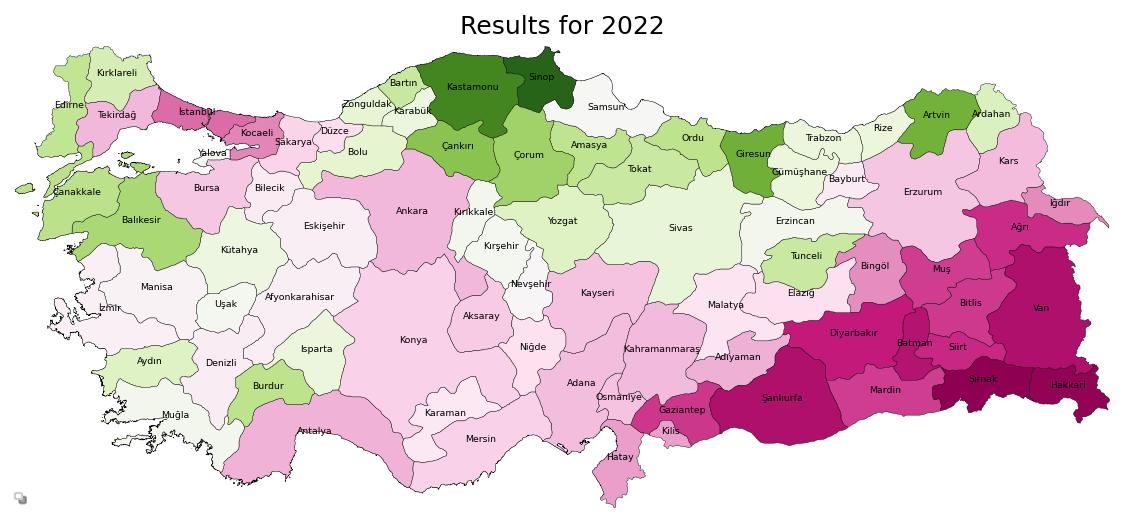 Results for 2022
Kırklareli
Edirne
Tekirdağ
İstanbul
Kocaeli
Yalova
Sakarya
Düzce
Bolu
Zonguldak
Bartın
Karabük
Kastamonu
Sinop
Samsun
Çankırı
Çorum
Amasya
Tokat
Ordu
Giresun
Gümüşhane
Trabzon
Rize
Artvin
Ardahan
Bayburt
Kars
Iğdır
Erzurum
Ağrı
Çanakkale
Balıkesir
Bursa
Bilecik
Eskişehir
Ankara
Kırıkkale
Kırşehir
Yozgat
Sivas
Erzincan
Tunceli
Bingöl
Muş
Kütahya
Manisa
İzmir
Uşak
Afyonkarahisar
Nevşehir
Kayseri
Malatya
Elazığ
Bitlis
Van
Aksaray
Konya
Niğde
Kahramanmaraş
Adıyaman
Diyarbakır
Batman
Siirt
Aydın
Denizli
Isparta
Burdur
Muğla
Antalya
Karaman
Mersin
Adana
Osmaniye
Gaziantep
Kilis
Hatay
Şanlıurfa
Mardin
Şırnak
Hakkari